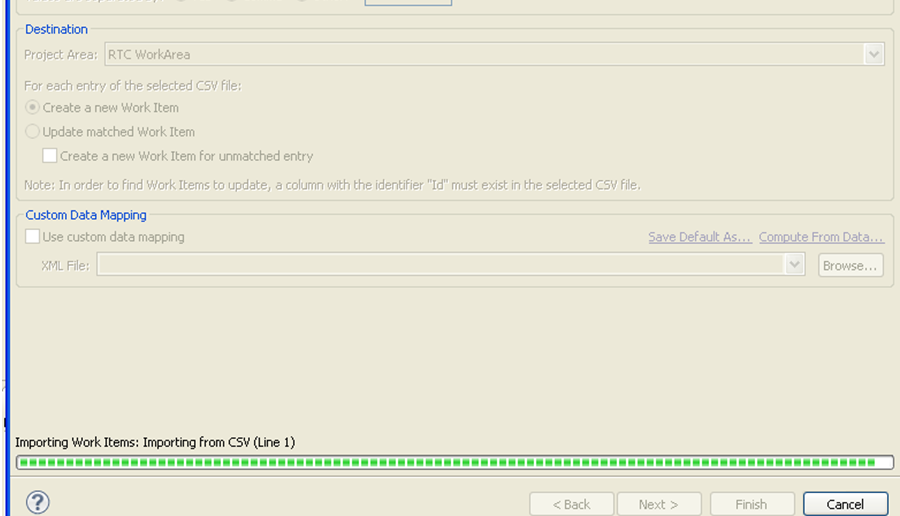 Destination
Project Area: RTC WorkArea
For each entry of the selected CSV file:
Create a new Work Item
Update matched Work Item
Create a new Work Item for unmatched entry
Note: In order to find Work Items to update, a column with the identifier "Id" must exist in the selected CSV file.
Custom Data Mapping
Use custom data mapping Save Default As... Compute From Data...
XML File: Browse...
Importing Work Items: Importing from CSV (Line 1)
? < Back Next > Finish Cancel